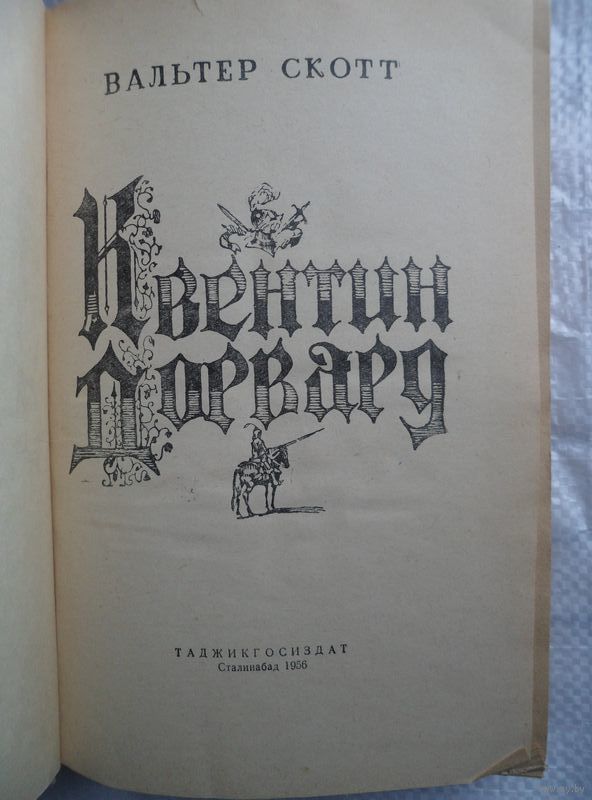 ВАЛЬТЕР СКОТТ
Квентин
Дорвард
ТАДЖИКГОСИЗДАТ
Сталинабад 1956